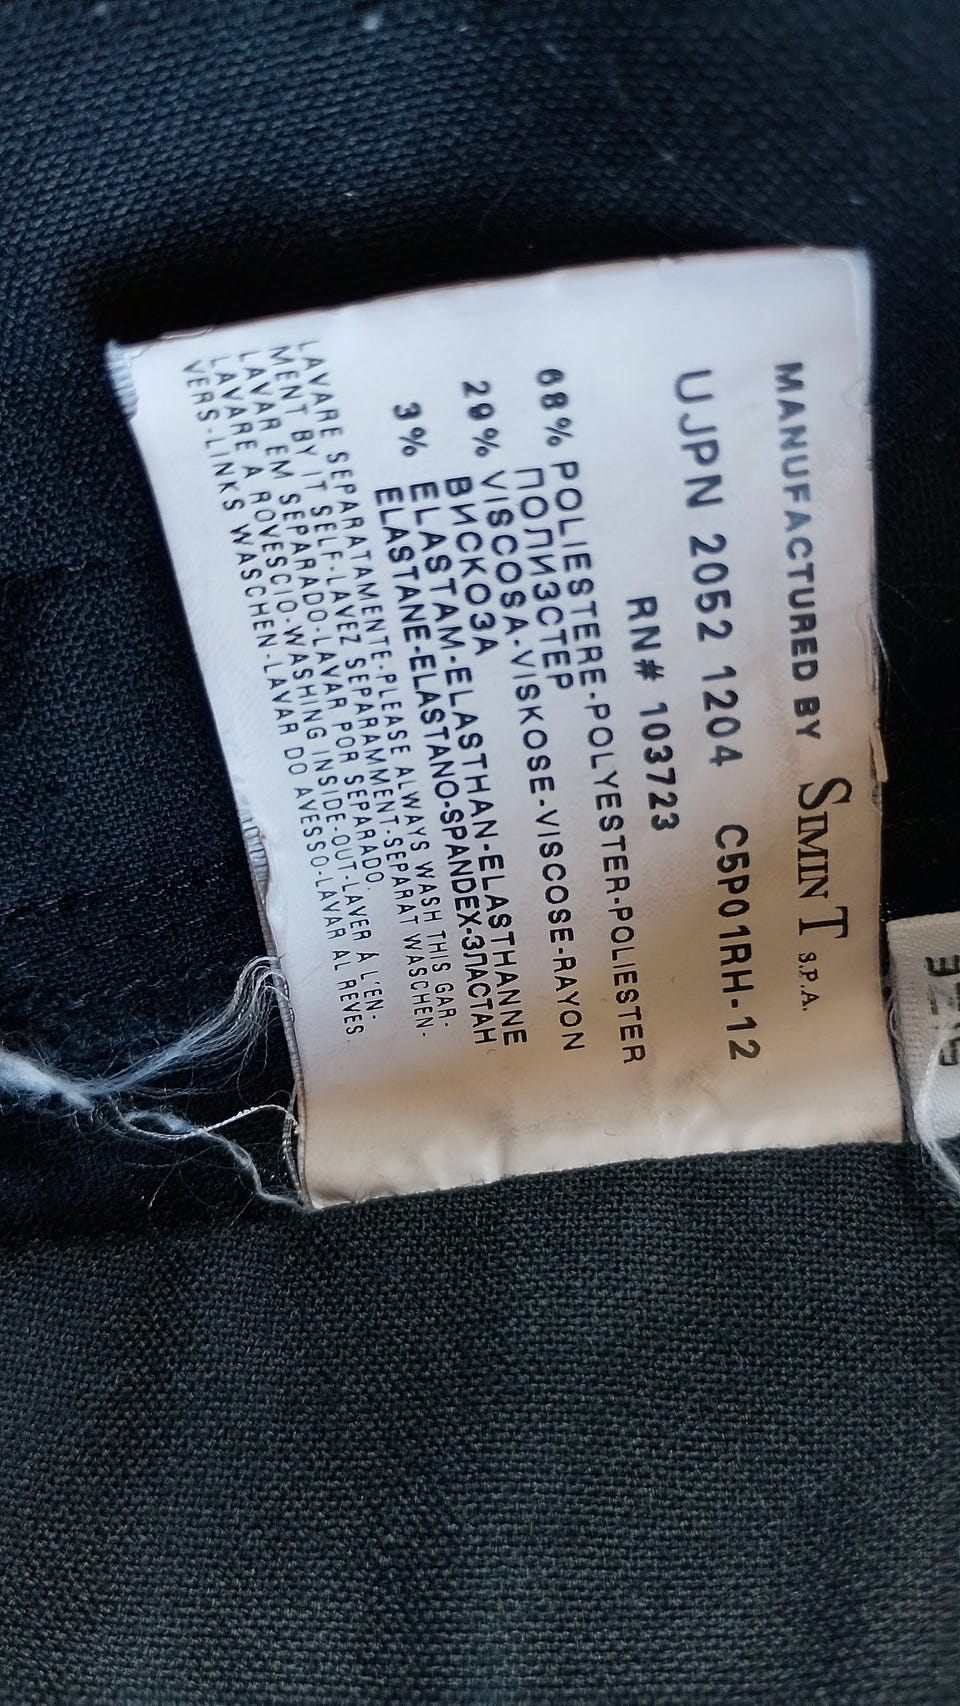 MANUFACTURED BY SIMINT S.P.A.
UJPN 2052 1204 C5P01RH-12
RN# 103723
68% POLIESTERE-POLYESTER-POLIESTER
ПОЛИЗСТЕР
29% VISCOSA-VISKOSE-VISCOSE-RAYON
ВИСКОЗА
3% ELASTAM-ELASTHAN-ELASTHANNE
ELASTANE-ELASTANO-SPANDEX-ЗЛАСТАН
LAVARE SEPARATAMENTE-PLEASE ALWAYS WASH THIS GAR-
MENT BY IT SELF-LAVEZ SEPARAMMENT-SEPARAT WASCHEN-
LAVAR EM SEPARADO-LAVAR POR SEPARADO.
LAVARE A ROVESCIO-WASHING INSIDE-OUT-LAVER À L'EN-
VERS-LINKS WASCHEN-LAVAR DO AVESSO-LAVAR AL REVES.